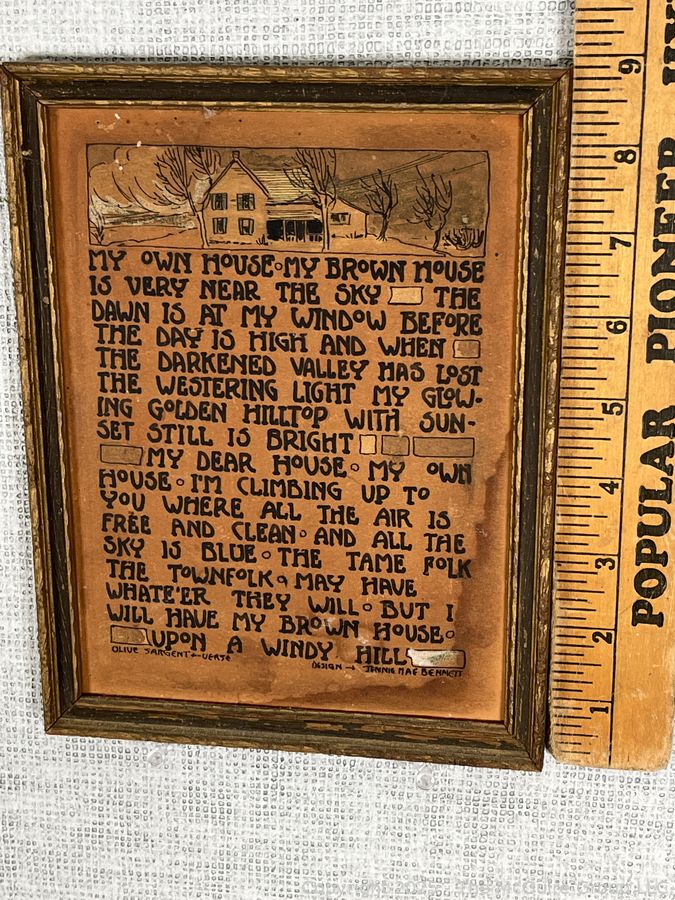 MY OWN HOUSE∘MY BROWN HOUSE
IS VERY NEAR THE SKY THE
DAWN IS AT MY WINDOW BEFORE
THE DAY IS HIGH AND WHEN
THE DARKENED VALLEY HAS LOST
THE WESTERING LIGHT MY GLOW-
ING GOLDEN HILLTOP WITH SUN-
SET STILL IS BRIGHT
MY DEAR HOUSE∘MY OWN
HOUSE∘I'M CLIMBING UP TO
YOU WHERE ALL THE AIR IS
FREE AND CLEAN∘AND ALL THE
SKY IS BLUE∘THE TAME FOLK
THE TOWNFOLK∘MAY HAVE
WHATE'ER THEY WILL∘BUT I
WILL HAVE MY BROWN HOUSE∘
UPON A WINDY HILL
OLIVE SARGENT←VERSE
DESIGN → JENNIE MAE BENNETT
9
8
7
6
5
4
3
2
1
POPULAR PIONEER